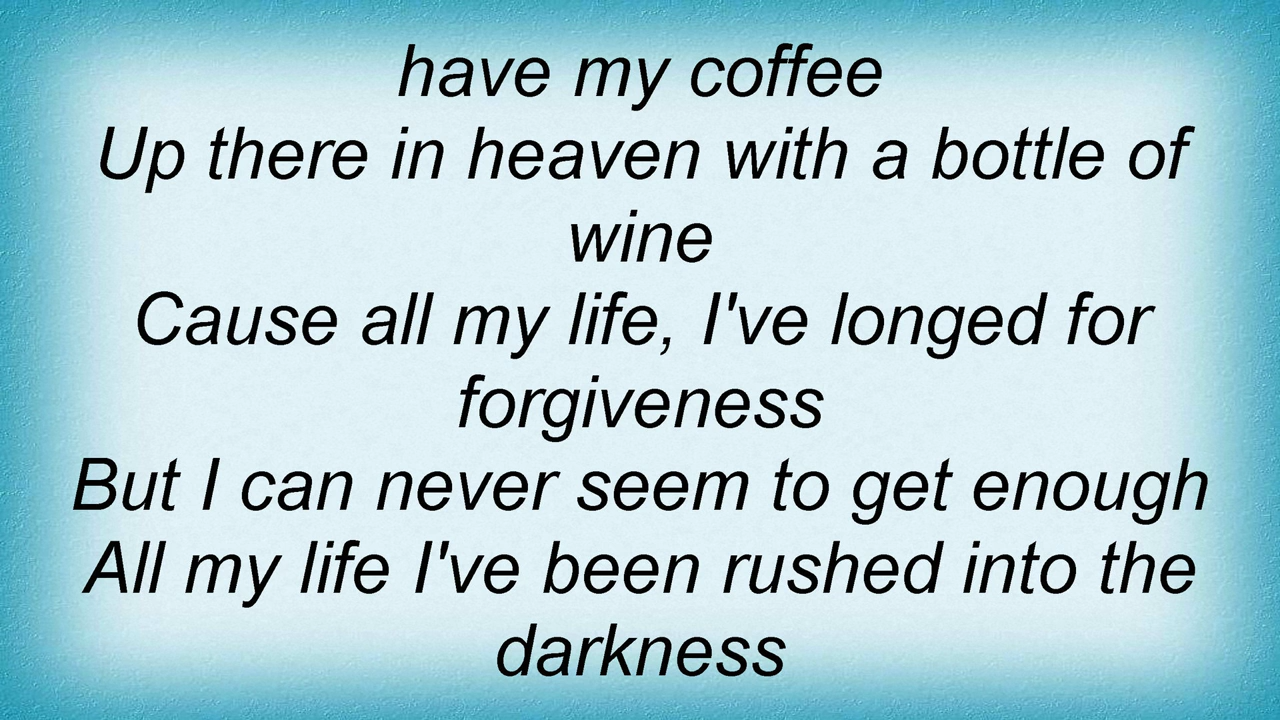 have my coffee
Up there in heaven with a bottle of
wine
Cause all my life, I've longed for
forgiveness
But I can never seem to get enough
All my life I've been rushed into the
darkness